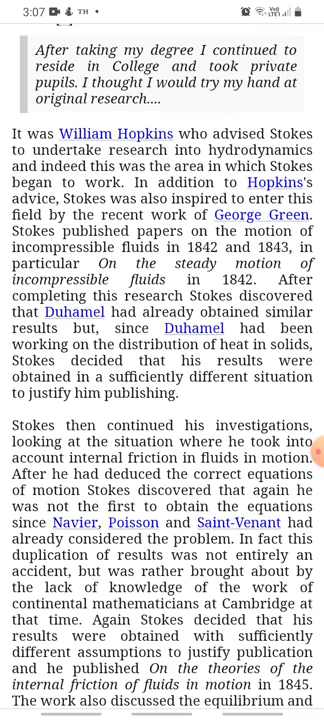 3:07 TH •
Vo) LTE1
After taking my degree I continued to
reside in College and took private
pupils. I thought I would try my hand at
original research....
It was William Hopkins who advised Stokes
to undertake research into hydrodynamics
and indeed this was the area in which Stokes
began to work. In addition to Hopkins's
advice, Stokes was also inspired to enter this
field by the recent work of George Green.
Stokes published papers on the motion of
incompressible fluids in 1842 and 1843, in
particular On the steady motion of
incompressible fluids in 1842. After
completing this research Stokes discovered
that Duhamel had already obtained similar
results but, since Duhamel had been
working on the distribution of heat in solids,
Stokes decided that his results were
obtained in a sufficiently different situation
to justify him publishing.
Stokes then continued his investigations,
looking at the situation where he took into
account internal friction in fluids in motion.
After he had deduced the correct equations
of motion Stokes discovered that again he
was not the first to obtain the equations
since Navier, Poisson and Saint-Venant had
already considered the problem. In fact this
duplication of results was not entirely an
accident, but was rather brought about by
the lack of knowledge of the work of
continental mathematicians at Cambridge at
that time. Again Stokes decided that his
results were obtained with sufficiently
different assumptions to justify publication
and he published On the theories of the
internal friction of fluids in motion in 1845.
The work also discussed the equilibrium and